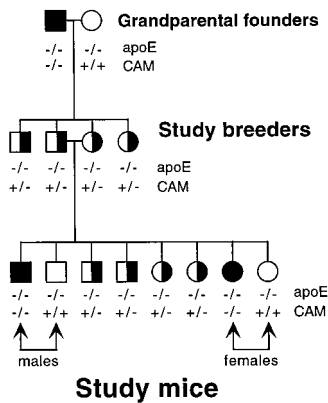 Grandparental founders
-/- -/- apoE
-/- +/+ CAM
Study breeders
-/- -/- -/- -/- apoE
+/- +/- +/- +/- CAM
-/- -/- -/- -/- -/- -/- -/- -/- apoE
-/- +/+ +/- +/- +/- +/- -/- +/+ CAM
males females
Study mice